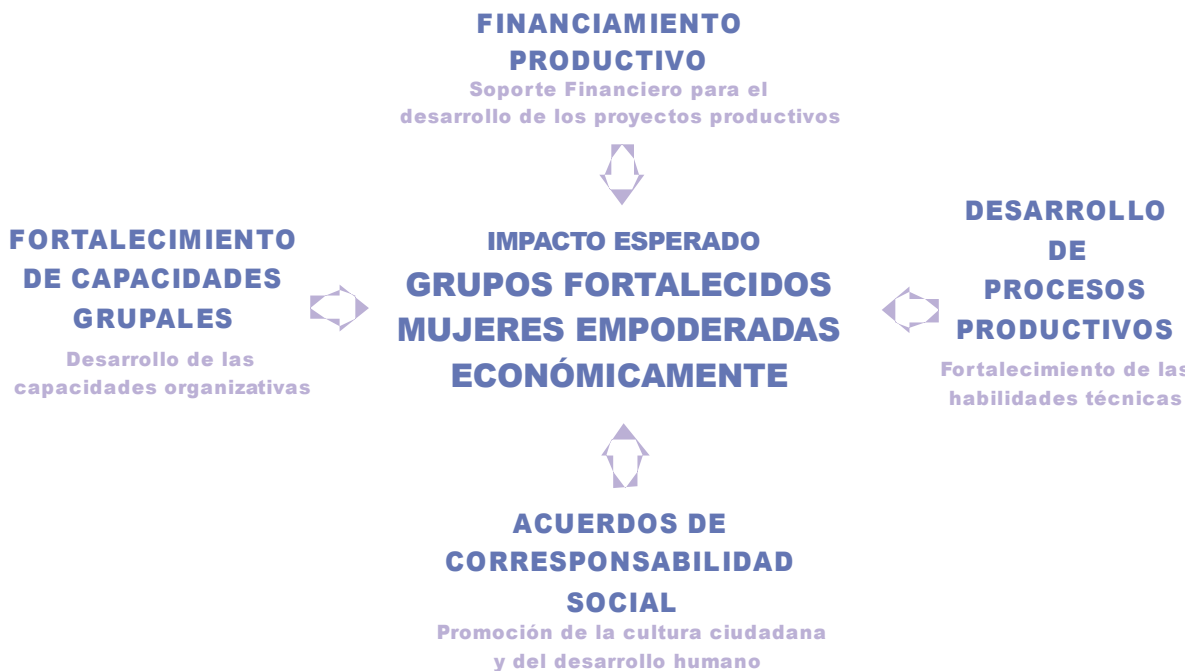 FINANCIAMIENTO
PRODUCTIVO
Soporte Financiero para el
desarrollo de los proyectos productivos
FORTALECIMIENTO
DE CAPACIDADES
GRUPALES
Desarrollo de las
capacidades organizativas
IMPACTO ESPERADO
GRUPOS FORTALECIDOS
MUJERES EMPODERADAS
ECONÓMICAMENTE
DESARROLLO
DE
PROCESOS
PRODUCTIVOS
Fortalecimiento de las
habilidades técnicas
ACUERDOS DE
CORRESPONSABILIDAD
SOCIAL
Promoción de la cultura ciudadana
y del desarrollo humano